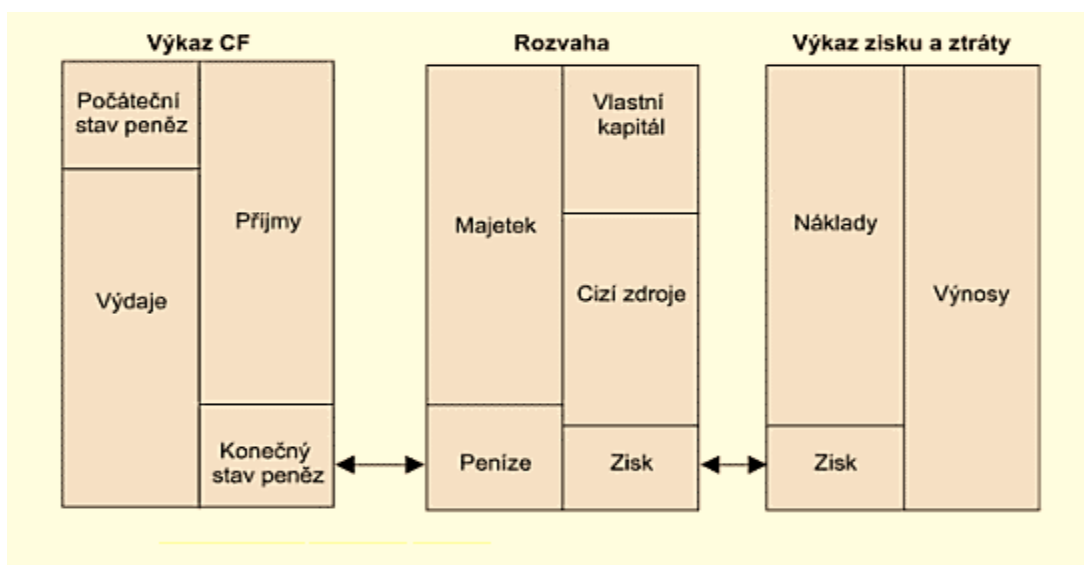 Výkaz CF
Počáteční
stav peněz
Příjmy
Výdaje
Konečný
stav peněz
Rozvaha
Vlastní
kapitál
Majetek
Cizí zdroje
Peníze
Zisk
Výkaz zisku a ztráty
Náklady
Výnosy
Zisk